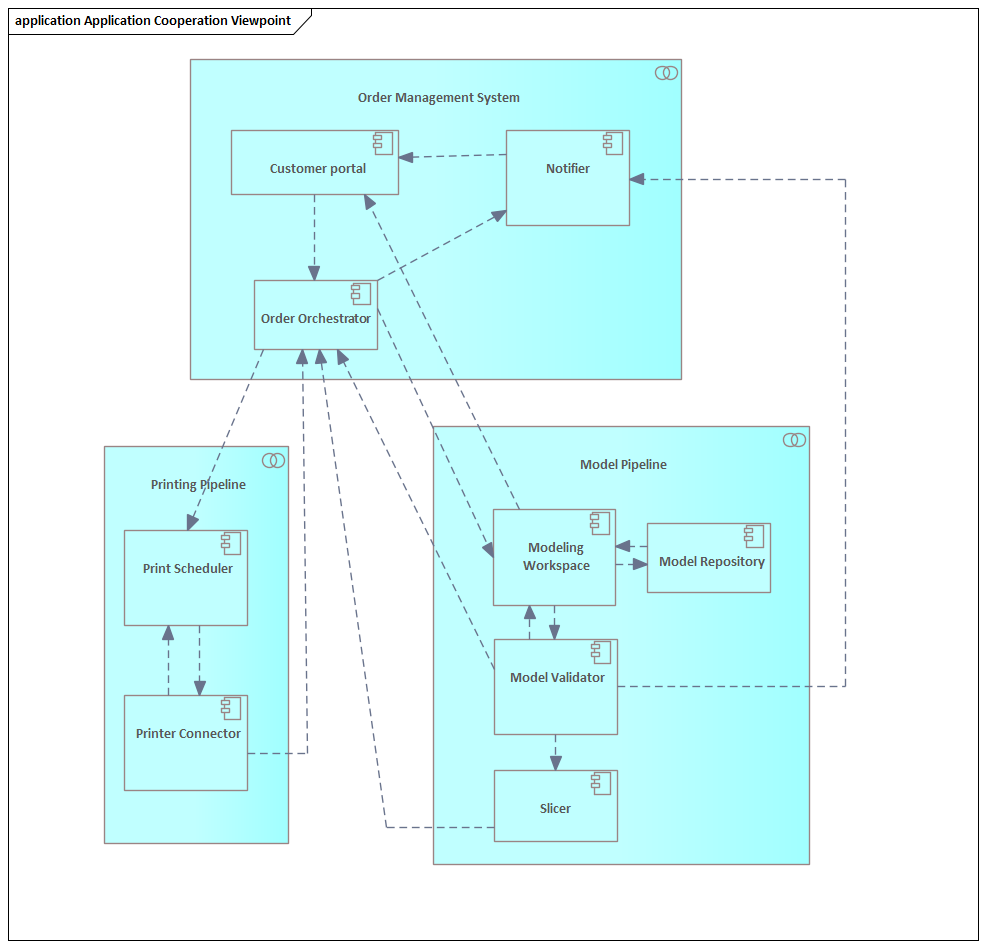 application Application Cooperation Viewpoint
Order Management System
Customer portal
Notifier
Order Orchestrator
Model Pipeline
Printing Pipeline
Modeling
Workspace
Model Repository
Print Scheduler
Model Validator
Printer Connector
Slicer